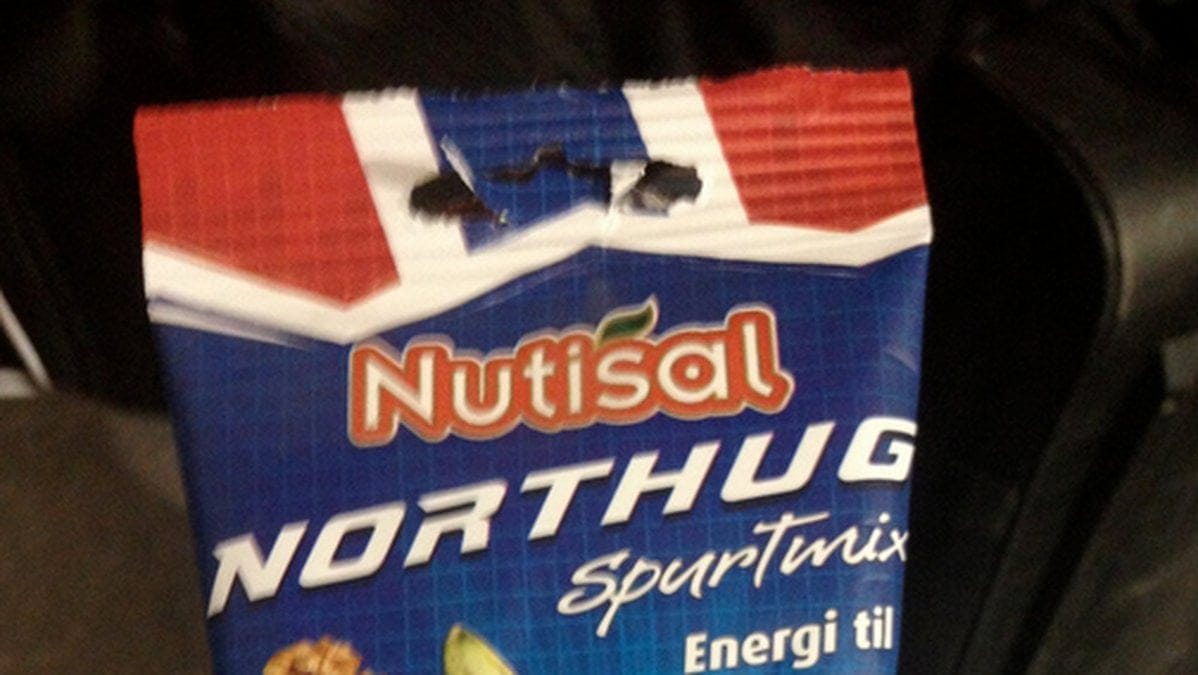 Nutisal
NORTHUG
Spurtmix
Energi til